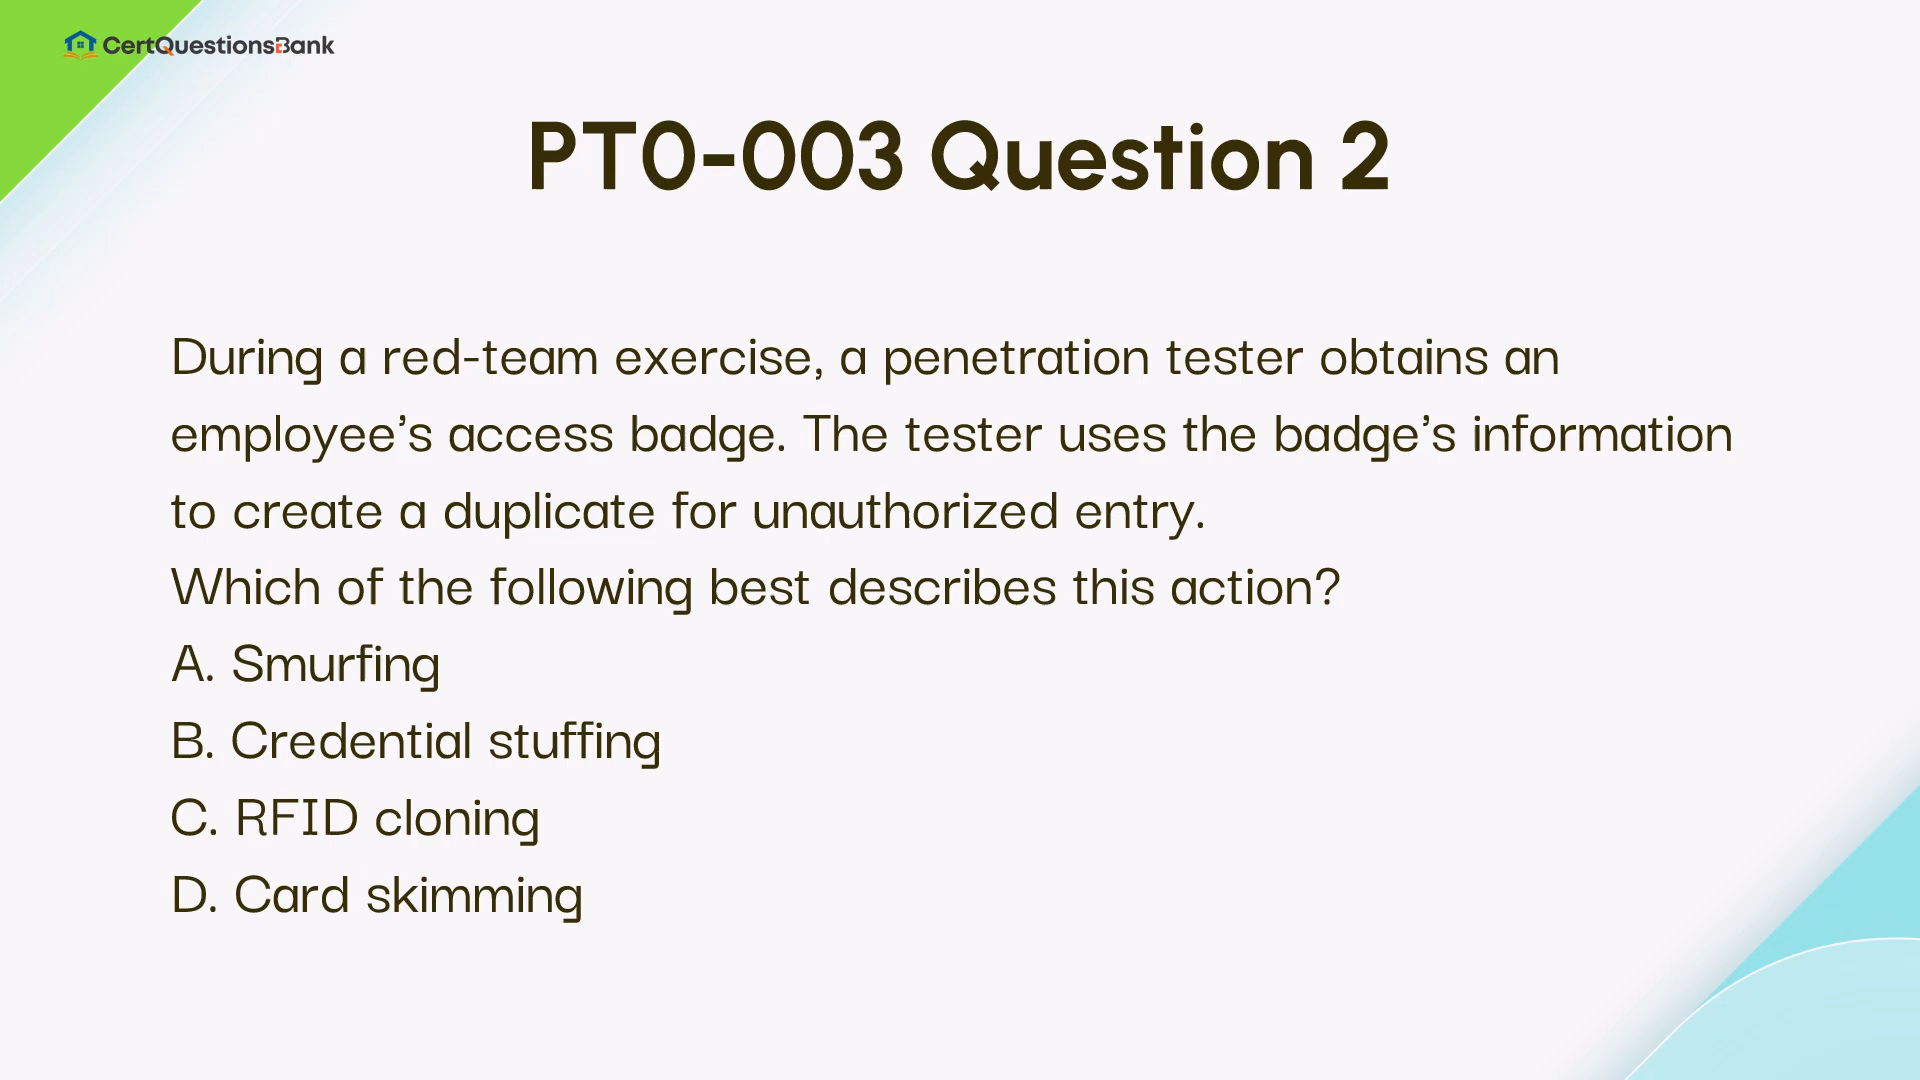 CertQuestionsBank
PT0-003 Question 2
During a red-team exercise, a penetration tester obtains an
employee’s access badge. The tester uses the badge’s information
to create a duplicate for unauthorized entry.
Which of the following best describes this action?
A. Smurfing
B. Credential stuffing
C. RFID cloning
D. Card skimming